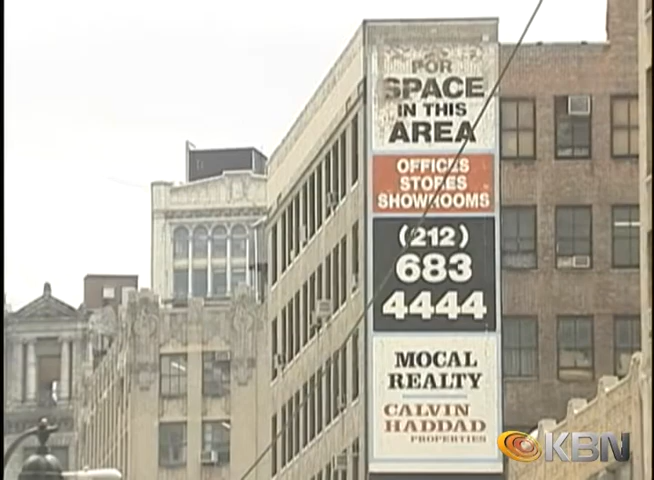 FOR
SPACE
IN THIS
AREA
OFFICES
STORES
SHOWROOMS
(212)
683
4444
MOCAL
REALTY
CALVIN
HADDAD
PROPERTIES
KBN